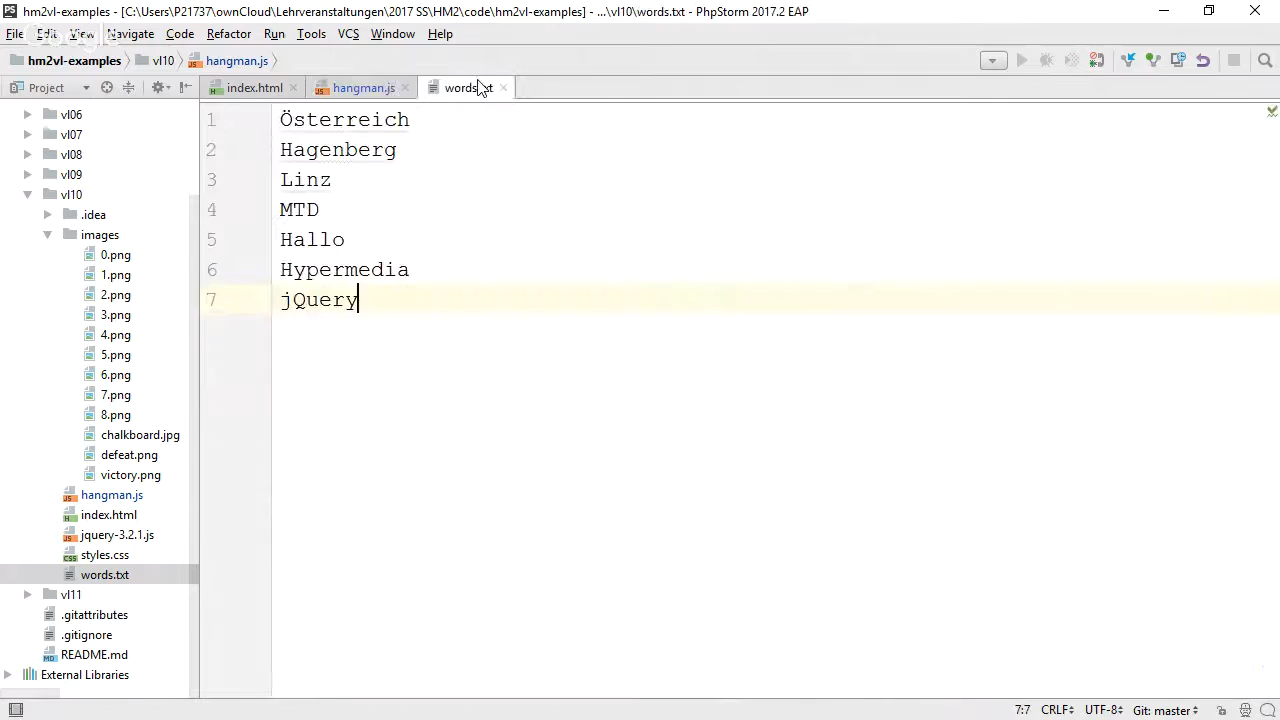 hm2vl-examples - [C:\Users\P21737\ownCloud\Lehrveranstaltungen\2017 SS\HM2\code\hm2vl-examples] - ...\vl10\words.txt - PhpStorm 2017.2 EAP
File Edit View Navigate Code Refactor Run Tools VCS Window Help
Google
hm2vl-examples vl10 hangman.js
Project
index.html hangman.js words.txt
vl06
vl07
vl08
vl09
vl10
.idea
images
0.png
1.png
2.png
3.png
4.png
5.png
6.png
7.png
8.png
chalkboard.jpg
defeat.png
victory.png
hangman.js
index.html
jquery-3.2.1.js
styles.css
words.txt
vl11
.gitattributes
.gitignore
README.md
External Libraries
1 Österreich
2 Hagenberg
3 Linz
4 MTD
5 Hallo
6 Hypermedia
7 jQuery
7:7 CRLF UTF-8 Git: master